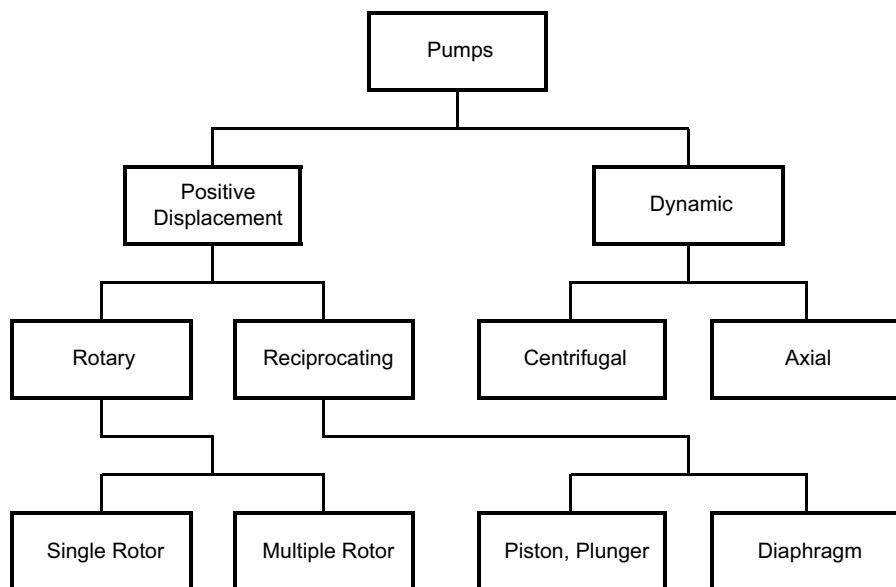 Pumps
Positive
Displacement
Dynamic
Rotary
Reciprocating
Centrifugal
Axial
Single Rotor
Multiple Rotor
Piston, Plunger
Diaphragm